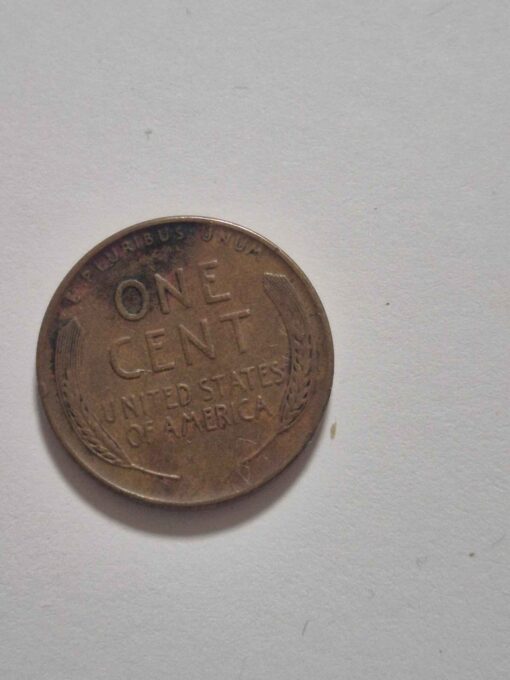 E PLURIBUS UNUM
ONE
CENT
UNITED STATES
OF AMERICA